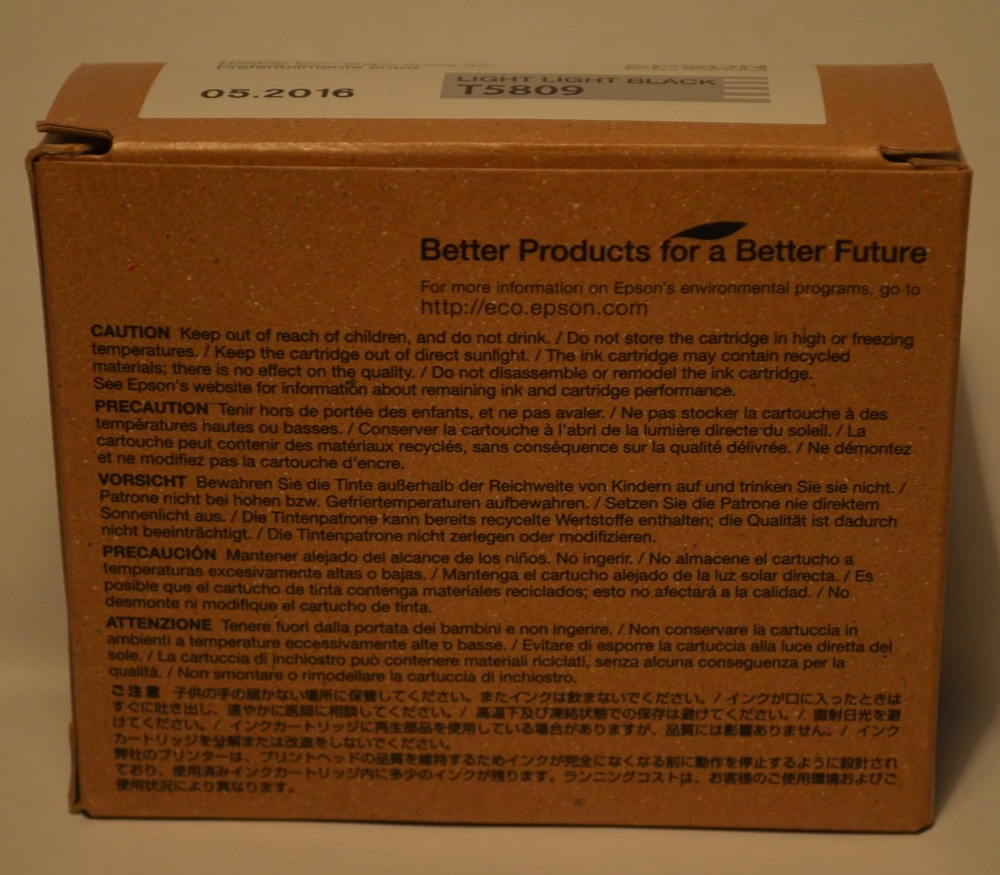 Preferibilmente entro
05.2016
LIGHT LIGHT BLACK
T5809
Better Products for a Better Future
For more information on Epson's environmental programs, go to
http://eco.epson.com
CAUTION Keep out of reach of children, and do not drink. / Do not store the cartridge in high or freezing
temperatures. / Keep the cartridge out of direct sunlight. / The ink cartridge may contain recycled
materials; there is no effect on the quality. / Do not disassemble or remodel the ink cartridge.
See Epson's website for information about remaining ink and cartridge performance.
PRECAUTION Tenir hors de portée des enfants, et ne pas avaler. / Ne pas stocker la cartouche à des
températures hautes ou basses. / Conserver la cartouche à l'abri de la lumière directe du soleil. / La
cartouche peut contenir des matériaux recyclés, sans conséquence sur la qualité délivrée. / Ne démontez
et ne modifiez pas la cartouche d'encre.
VORSICHT Bewahren Sie die Tinte außerhalb der Reichweite von Kindern auf und trinken Sie sie nicht. /
Patrone nicht bei hohen bzw. Gefriertemperaturen aufbewahren. / Setzen Sie die Patrone nie direktem
Sonnenlicht aus. / Die Tintenpatrone kann bereits recycelte Wertstoffe enthalten; die Qualität ist dadurch
nicht beeinträchtigt. / Die Tintenpatrone nicht zerlegen oder modifizieren.
PRECAUCIÓN Mantener alejado del alcance de los niños. No ingerir. / No almacene el cartucho a
temperaturas excesivamente altas o bajas. / Mantenga el cartucho alejado de la luz solar directa. / Es
posible que el cartucho de tinta contenga materiales reciclados; esto no afectará a la calidad. / No
desmonte ni modifique el cartucho de tinta.
ATTENZIONE Tenere fuori dalla portata dei bambini e non ingerire. / Non conservare la cartuccia in
ambienti a temperature eccessivamente alte o basse. / Evitare di esporre la cartuccia alla luce diretta del
sole. / La cartuccia di inchiostro può contenere materiali riciclati, senza alcuna conseguenza per la
qualitá. / Non smontare o rimodellare la cartuccia di inchiostro.
ご注意 子供の手の届かない場所に保管してください。またインクは飲まないでください。/ インクが口に入ったときは
すぐに吐き出し、速やかに医師に相談してください。/ 高温下及び凍結状態での保存は避けてください。/ 直射日光を避
けてください。/ インクカートリッジに再生部品を使用している場合がありますが、品質には影響ありません。/ インク
カートリッジを分解または改造をしないでください。
弊社のプリンターは、プリントヘッドの品質を維持するためインクが完全になくなる前に動作を停止するように設計され
ており、使用済みインクカートリッジ内に多少のインクが残ります。ランニングコストは、お客様のご使用環境およびご
使用状況により異なります。